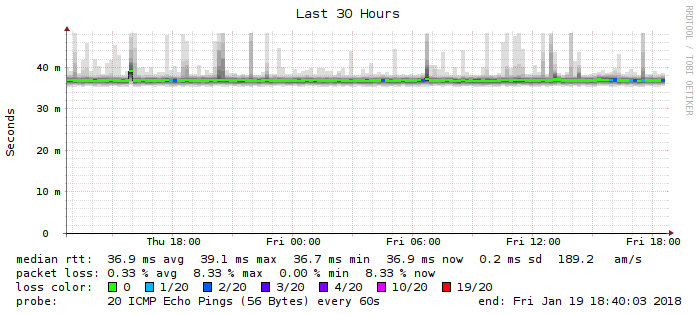 Last 30 Hours
RRDTOOL / TOBI OETIKER
Seconds
40 m
30 m
20 m
10 m
0
Thu 18:00 Fri 00:00 Fri 06:00 Fri 12:00 Fri 18:00
median rtt: 36.9 ms avg 39.1 ms max 36.7 ms min 36.9 ms now 0.2 ms sd 189.2 am/s
packet loss: 0.33 % avg 8.33 % max 0.00 % min 8.33 % now
loss color: 0 1/20 2/20 3/20 4/20 10/20 19/20
probe: 20 ICMP Echo Pings (56 Bytes) every 60s end: Fri Jan 19 18:40:03 2018